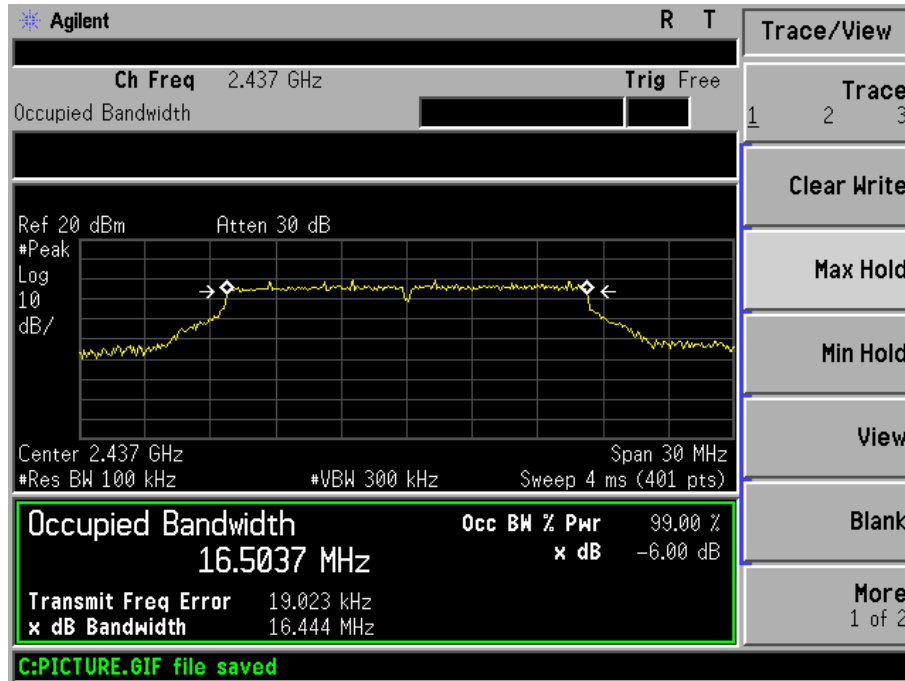 Agilent R T
Trace/View
Ch Freq 2.437 GHz Trig Free
Occupied Bandwidth
Trace
1 2 3
Clear Write
Max Hold
Min Hold
View
Blank
More
1 of 2
Ref 20 dBm Atten 30 dB
#Peak
Log
10
dB/
Center 2.437 GHz Span 30 MHz
#Res BW 100 kHz #VBW 300 kHz Sweep 4 ms (401 pts)
Occupied Bandwidth Occ BW % Pwr 99.00 %
16.5037 MHz x dB -6.00 dB
Transmit Freq Error 19.023 kHz
x dB Bandwidth 16.444 MHz
C:PICTURE.GIF file saved